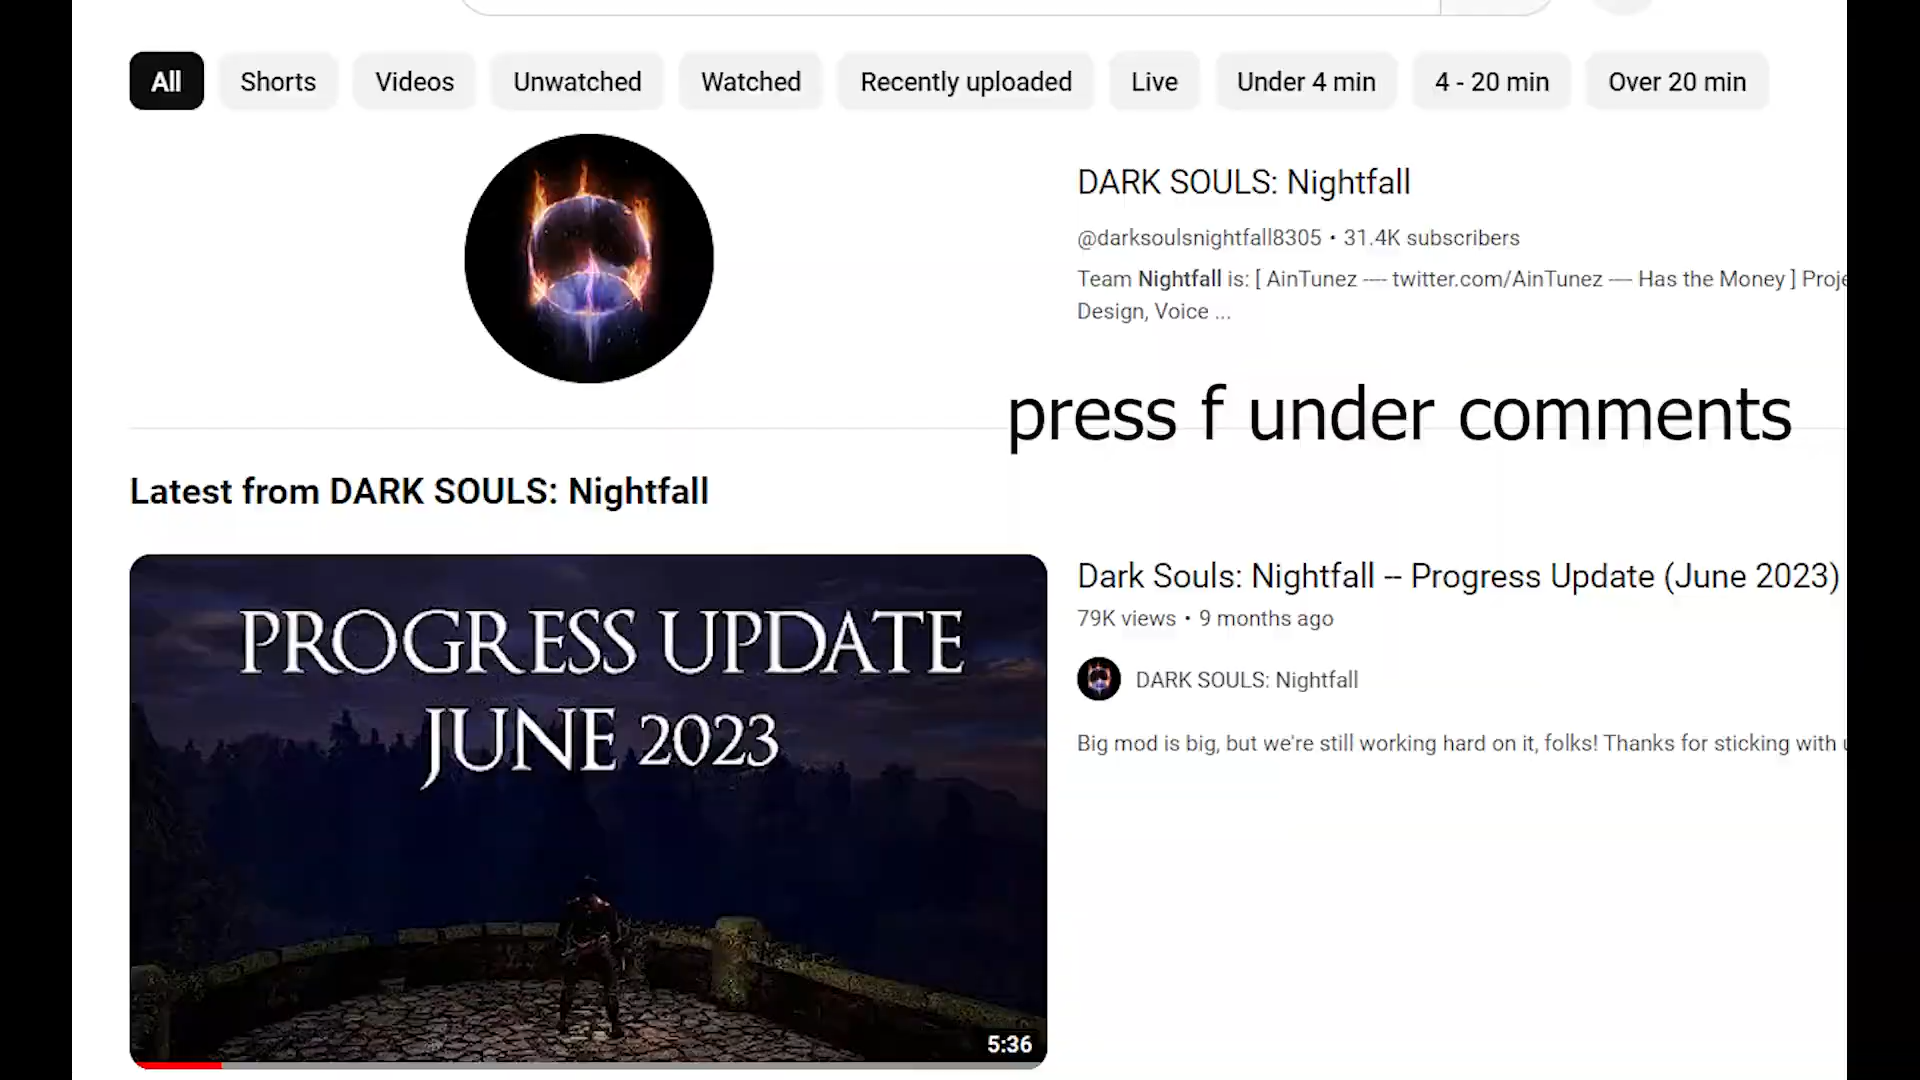 All Shorts Videos Unwatched Watched Recently uploaded Live Under 4 min 4 - 20 min Over 20 min
DARK SOULS: Nightfall
@darksoulsnightfall8305 • 31.4K subscribers
Team Nightfall is: [ AinTunez ---- twitter.com/AinTunez ---- Has the Money ] Proje
Design, Voice ...
press f under comments
Latest from DARK SOULS: Nightfall
PROGRESS UPDATE
JUNE 2023
5:36
Dark Souls: Nightfall -- Progress Update (June 2023)
79K views • 9 months ago
DARK SOULS: Nightfall
Big mod is big, but we're still working hard on it, folks! Thanks for sticking with